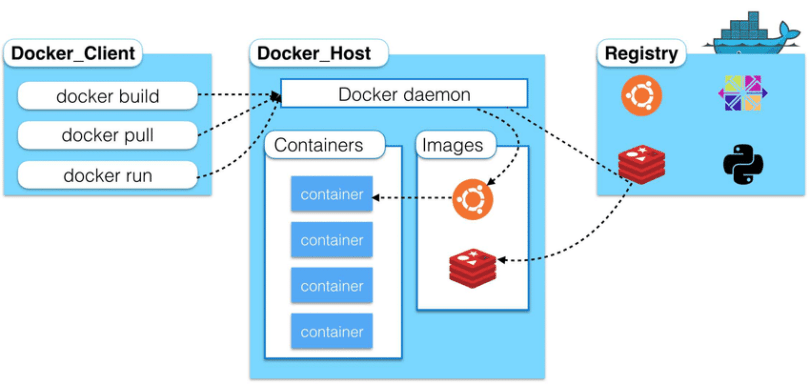 Docker_Client
docker build
docker pull
docker run
Docker_Host
Docker daemon
Containers
container
container
container
container
Images
Registry